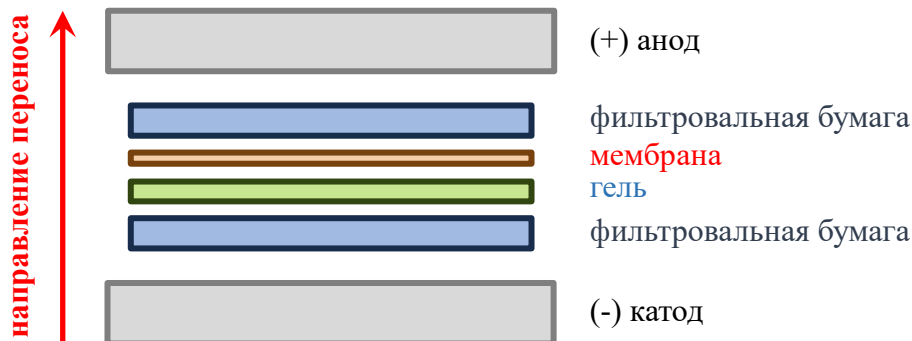 направление переноса
(+) анод
фильтровальная бумага
мембрана
гель
фильтровальная бумага
(-) катод